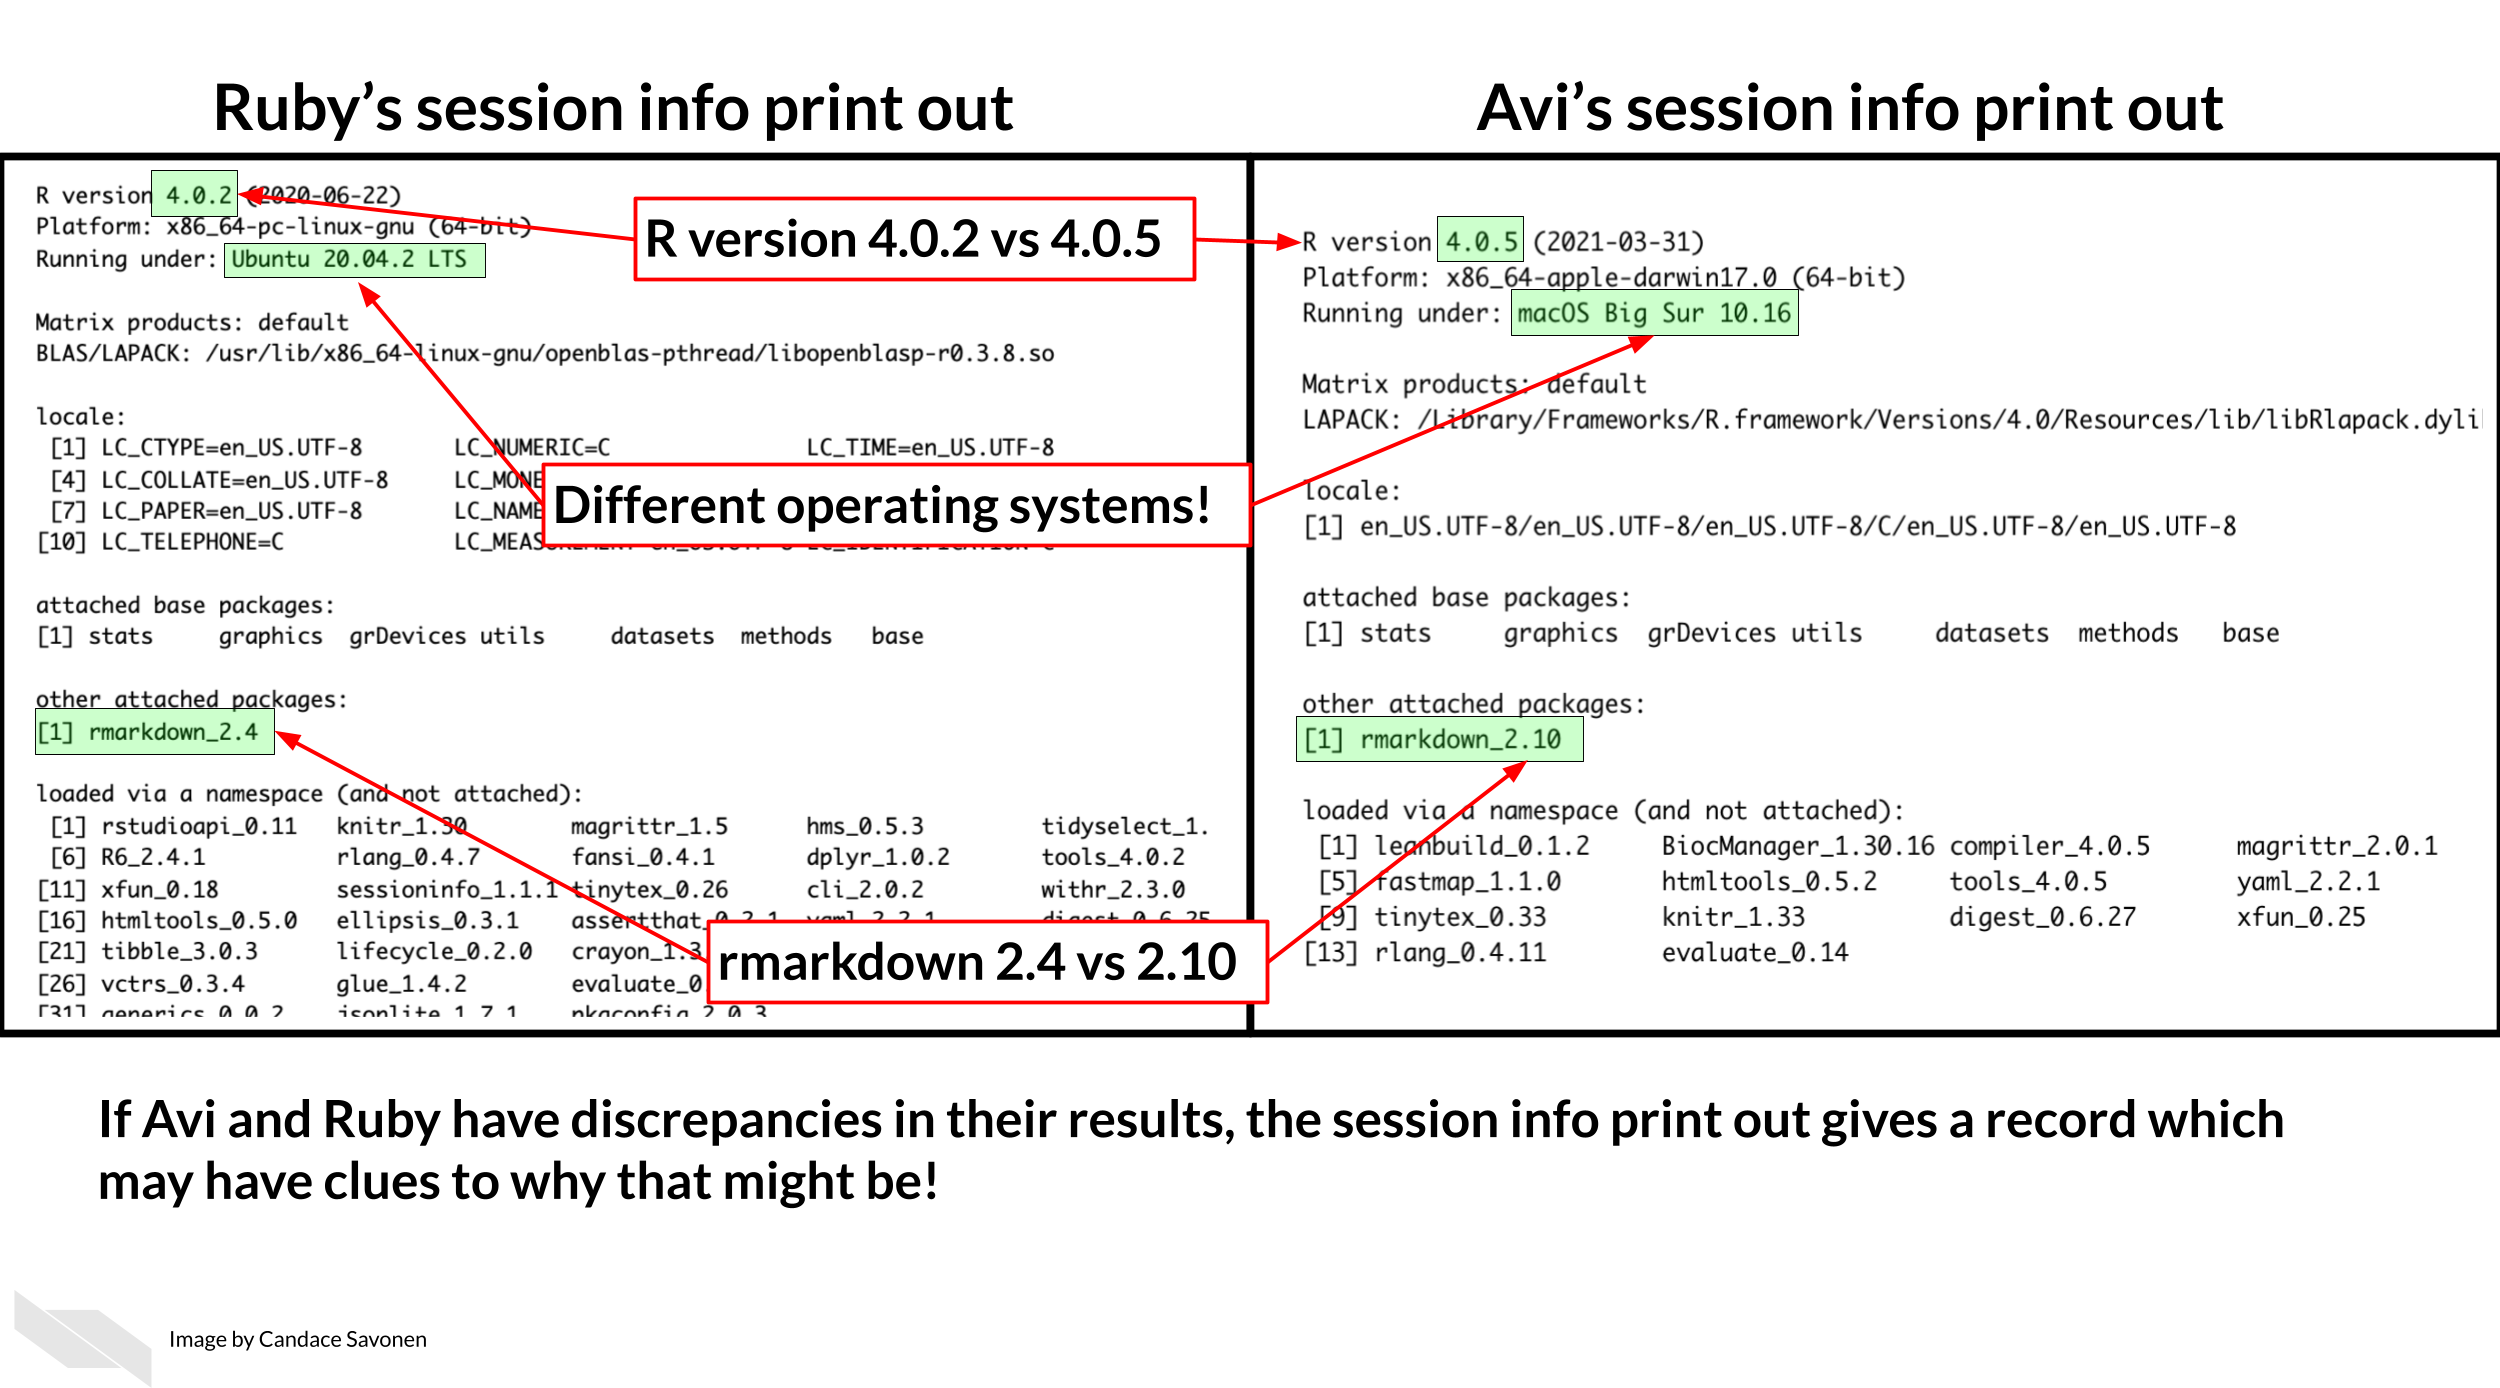 Ruby’s session info print out
R version 4.0.2 (2020-06-22)
Platform: x86_64-pc-linux-gnu (64-bit)
Running under: Ubuntu 20.04.2 LTS
Matrix products: default
BLAS/LAPACK: /usr/lib/x86_64-linux-gnu/openblas-pthread/libopenblasp-r0.3.8.so
locale:
[1] LC_CTYPE=en_US.UTF-8 LC_NUMERIC=C LC_TIME=en_US.UTF-8
[4] LC_COLLATE=en_US.UTF-8 LC_MONE
[7] LC_PAPER=en_US.UTF-8 LC_NAME
[10] LC_TELEPHONE=C
attached base packages:
[1] stats graphics grDevices utils datasets methods base
other attached packages:
[1] rmarkdown_2.4
loaded via a namespace (and not attached):
[1] rstudioapi_0.11 knitr_1.30 magrittr_1.5 hms_0.5.3 tidyselect_1.
[6] R6_2.4.1 rlang_0.4.7 fansi_0.4.1 dplyr_1.0.2 tools_4.0.2
[11] xfun_0.18 sessioninfo_1.1.1 tinytex_0.26 cli_2.0.2 withr_2.3.0
[16] htmltools_0.5.0 ellipsis_0.3.1
[21] tibble_3.0.3 lifecycle_0.2.0 crayon_1.3
[26] vctrs_0.3.4 glue_1.4.2 evaluate_0
R version 4.0.2 vs 4.0.5
Different operating systems!
rmarkdown 2.4 vs 2.10
Avi’s session info print out
R version 4.0.5 (2021-03-31)
Platform: x86_64-apple-darwin17.0 (64-bit)
Running under: macOS Big Sur 10.16
Matrix products: default
LAPACK: /Library/Frameworks/R.framework/Versions/4.0/Resources/lib/libRlapack.dyli
locale:
[1] en_US.UTF-8/en_US.UTF-8/en_US.UTF-8/C/en_US.UTF-8/en_US.UTF-8
attached base packages:
[1] stats graphics grDevices utils datasets methods base
other attached packages:
[1] rmarkdown_2.10
loaded via a namespace (and not attached):
[1] leanbuild_0.1.2 BiocManager_1.30.16 compiler_4.0.5 magrittr_2.0.1
[5] fastmap_1.1.0 htmltools_0.5.2 tools_4.0.5 yaml_2.2.1
[9] tinytex_0.33 knitr_1.33 digest_0.6.27 xfun_0.25
[13] rlang_0.4.11 evaluate_0.14
If Avi and Ruby have discrepancies in their results, the session info print out gives a record which
may have clues to why that might be!
Image by Candace Savonen